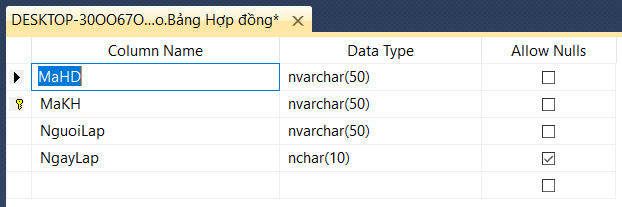 DESKTOP-30OO67O...o.Bảng Hợp đồng*
Column Name Data Type Allow Nulls
MaHD nvarchar(50)
MaKH nvarchar(50)
NguoiLap nvarchar(50)
NgayLap nchar(10)